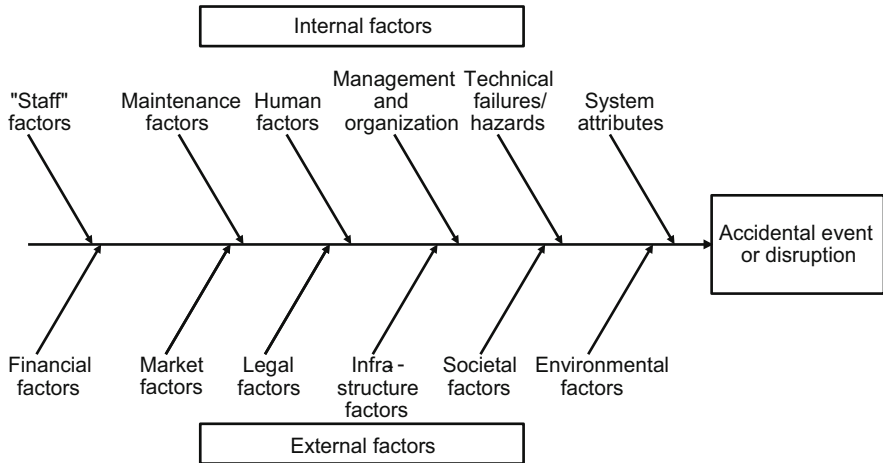 Internal factors
"Staff"
factors
Maintenance
factors
Human
factors
Management
and
organization
Technical
failures/
hazards
System
attributes
Accidental event
or disruption
Financial
factors
Market
factors
Legal
factors
Infra -
structure
factors
Societal
factors
Environmental
factors
External factors